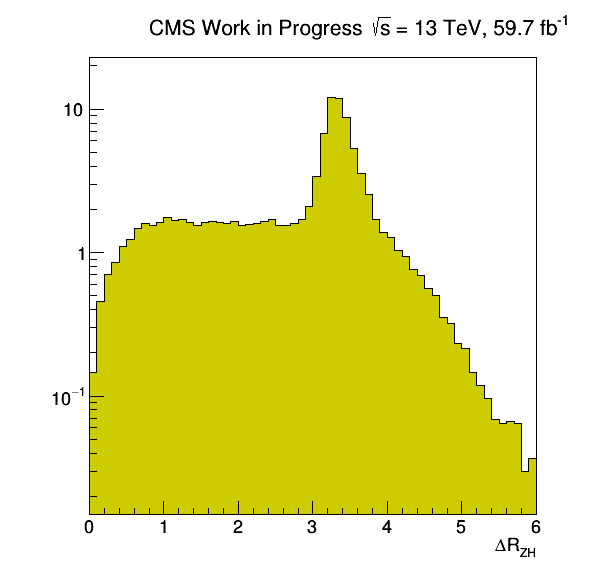 CMS Work in Progress √s = 13 TeV, 59.7 fb⁻¹
10
1
10⁻¹
0 1 2 3 4 5 6
ΔR_ZH